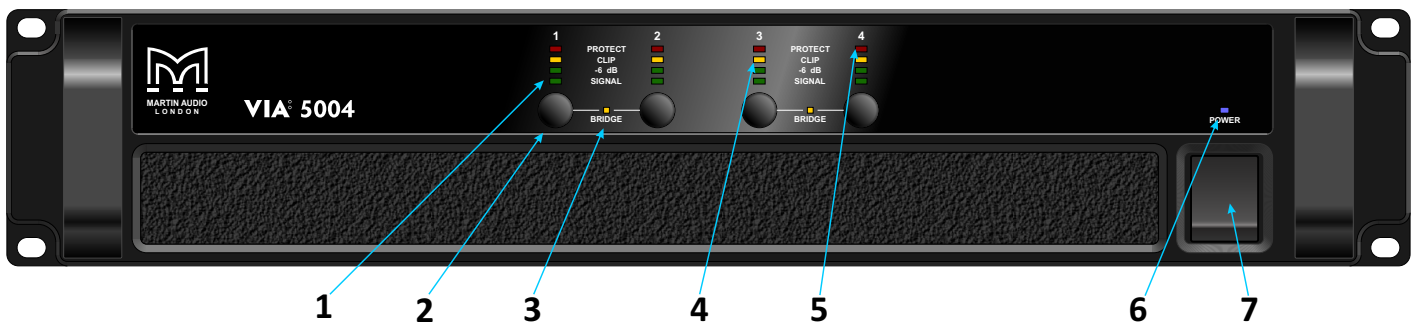 1 2 3 4
PROTECT PROTECT
CLIP CLIP
-6 dB -6 dB
SIGNAL SIGNAL
MARTIN AUDIO
LONDON
VIA 5004
BRIDGE BRIDGE
POWER
1 2 3 4 5 6 7